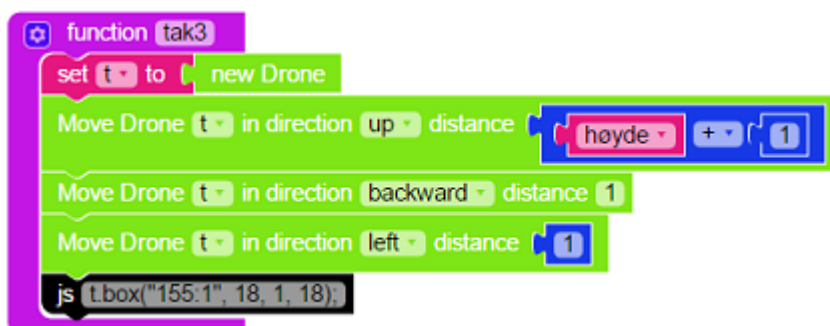 function tak3
set t to new Drone
Move Drone t in direction up distance høyde + 1
Move Drone t in direction backward distance 1
Move Drone t in direction left distance 1
js t.box("155:1", 18, 1, 18);